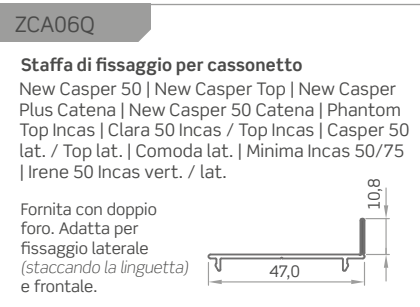 ZCA06Q
Staffa di fissaggio per cassonetto
New Casper 50 | New Casper Top | New Casper
Plus Catena | New Casper 50 Catena | Phantom
Top Incas | Clara 50 Incas / Top Incas | Casper 50
lat. / Top lat. | Comoda lat. | Minima Incas 50/75
| Irene 50 Incas vert. / lat.
Fornita con doppio
foro. Adatta per
fissaggio laterale
(staccando la linguetta)
e frontale.
10,8
47,0